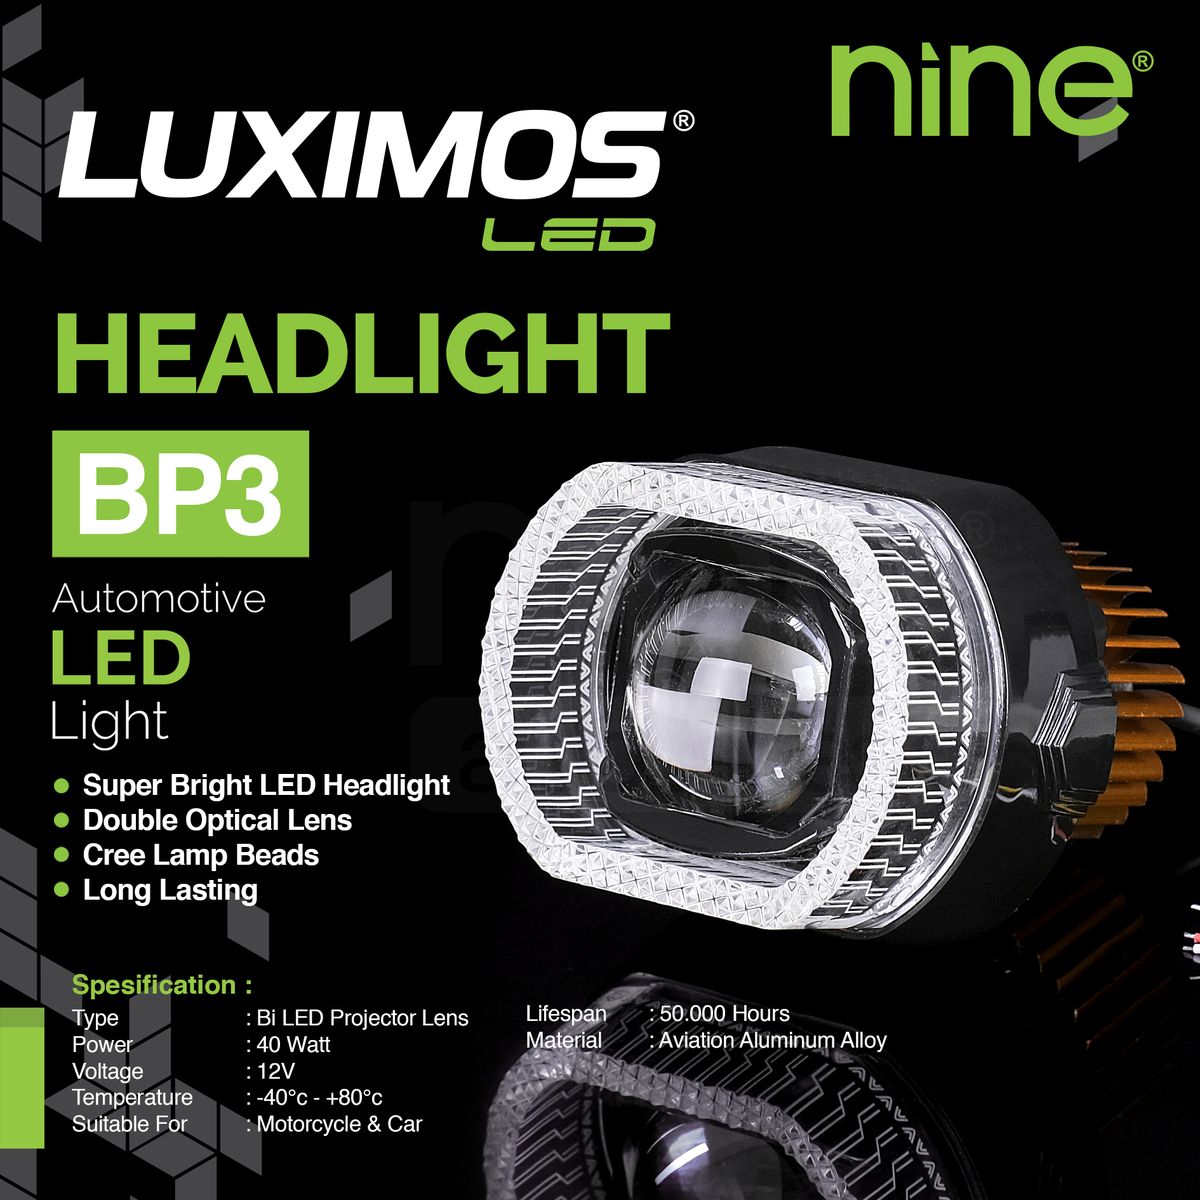 nine®
LUXIMOS®
LED
HEADLIGHT
BP3
Automotive
LED
Light
Super Bright LED Headlight
Double Optical Lens
Cree Lamp Beads
Long Lasting
Spesification :
Type : Bi LED Projector Lens
Power : 40 Watt
Voltage : 12V
Temperature : -40°c - +80°c
Suitable For : Motorcycle & Car
Lifespan : 50.000 Hours
Material : Aviation Aluminum Alloy